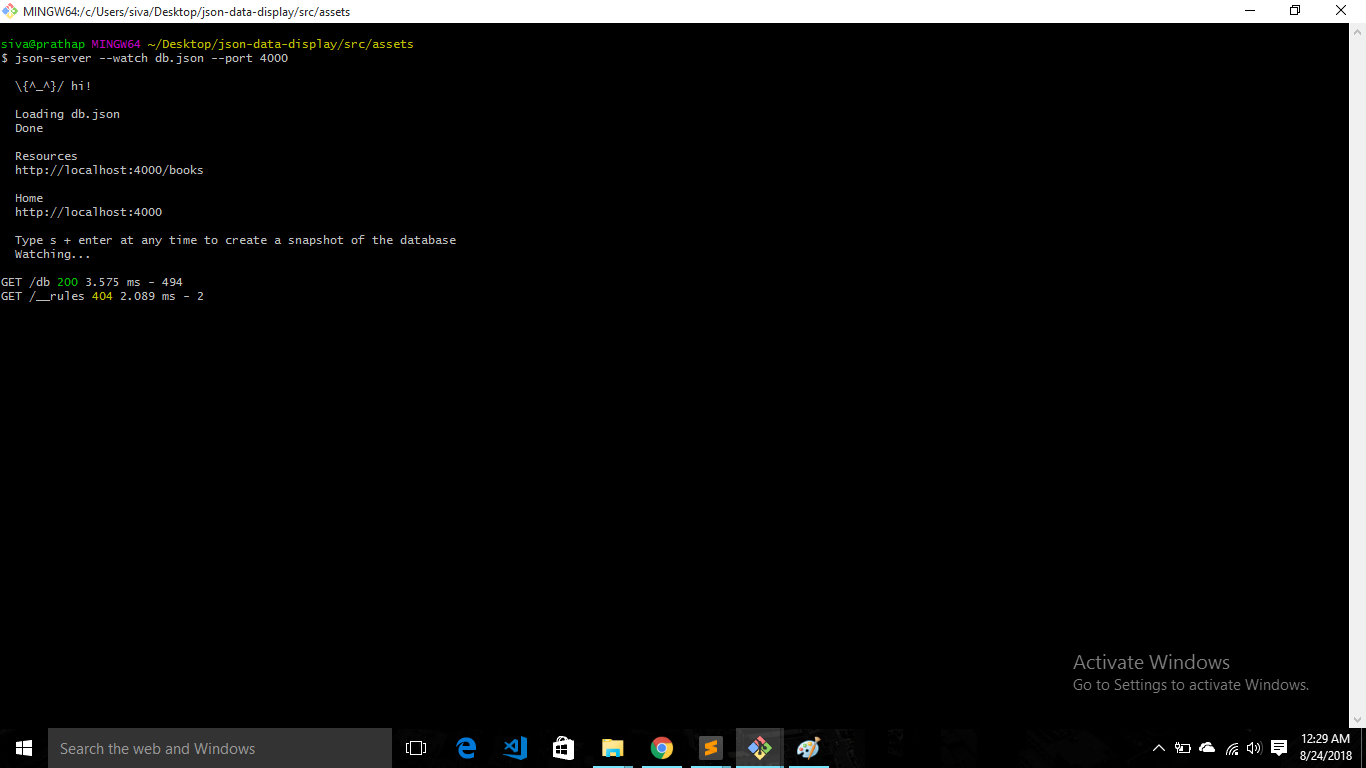 MINGW64:/c/Users/siva/Desktop/json-data-display/src/assets
siva@prathap MINGW64 ~/Desktop/json-data-display/src/assets
$ json-server --watch db.json --port 4000
\{^_^}/ hi!
Loading db.json
Done
Resources
http://localhost:4000/books
Home
http://localhost:4000
Type s + enter at any time to create a snapshot of the database
Watching...
GET /db 200 3.575 ms - 494
GET /__rules 404 2.089 ms - 2
Activate Windows
Go to Settings to activate Windows.
Search the web and Windows
12:29 AM
8/24/2018